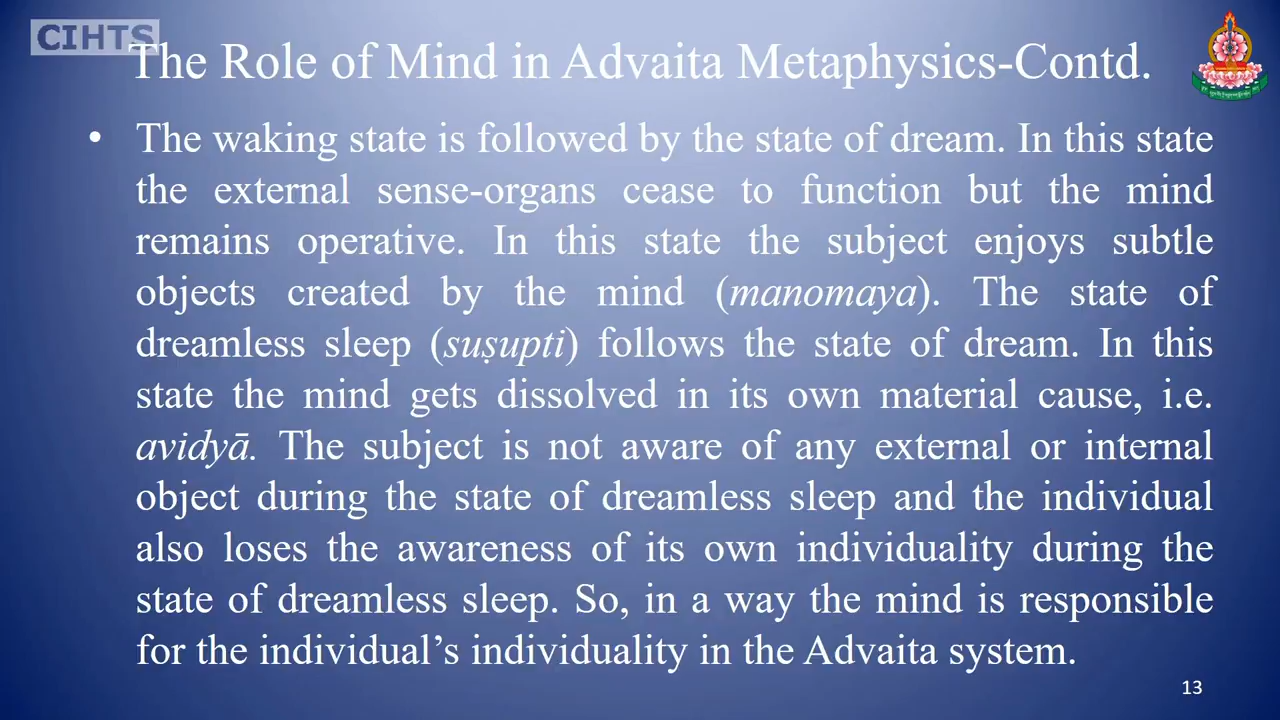 CIHTS
The Role of Mind in Advaita Metaphysics-Contd.
• The waking state is followed by the state of dream. In this state
the external sense-organs cease to function but the mind
remains operative. In this state the subject enjoys subtle
objects created by the mind (manomaya). The state of
dreamless sleep (suṣupti) follows the state of dream. In this
state the mind gets dissolved in its own material cause, i.e.
avidyā. The subject is not aware of any external or internal
object during the state of dreamless sleep and the individual
also loses the awareness of its own individuality during the
state of dreamless sleep. So, in a way the mind is responsible
for the individual’s individuality in the Advaita system.
13